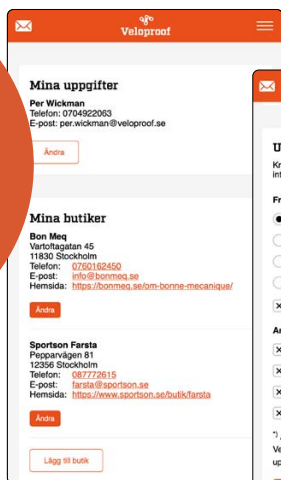 Veloproof
Mina uppgifter
Per Wickman
Telefon: 0704922063
E-post: per.wickman@veloproof.se
Ändra
Mina butiker
Bon Meq
Vartoftagatan 45
11830 Stockholm
Telefon: 0760162450
E-post: info@bonmeq.se
Hemsida: https://bonmeq.se/om-bonne-mecanique/
Ändra
Sportson Farsta
Pepparvägen 81
12356 Stockholm
Telefon: 087772615
E-post: farsta@sportson.se
Hemsida: https://www.sportson.se/butik/farsta
Ändra
Lägg till butik